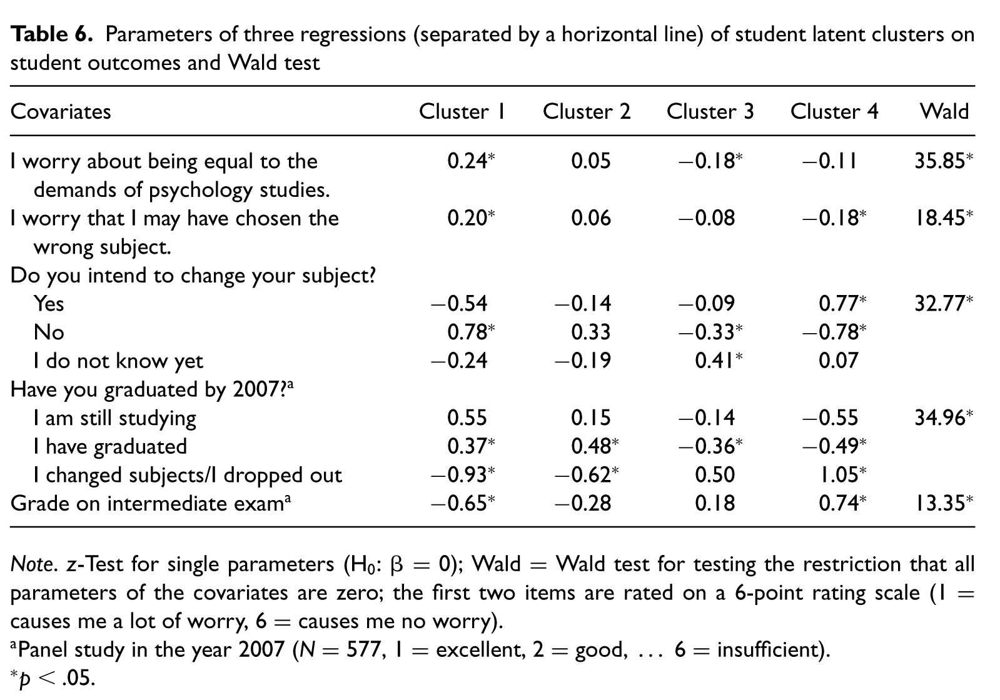 Table 6. Parameters of three regressions (separated by a horizontal line) of student latent clusters on
student outcomes and Wald test
Covariates Cluster 1 Cluster 2 Cluster 3 Cluster 4 Wald
I worry about being equal to the 0.24* 0.05 −0.18* −0.11 35.85*
demands of psychology studies.
I worry that I may have chosen the 0.20* 0.06 −0.08 −0.18* 18.45*
wrong subject.
Do you intend to change your subject?
Yes −0.54 −0.14 −0.09 0.77* 32.77*
No 0.78* 0.33 −0.33* −0.78*
I do not know yet −0.24 −0.19 0.41* 0.07
Have you graduated by 2007?a
I am still studying 0.55 0.15 −0.14 −0.55 34.96*
I have graduated 0.37* 0.48* −0.36* −0.49*
I changed subjects/I dropped out −0.93* −0.62* 0.50 1.05*
Grade on intermediate exama −0.65* −0.28 0.18 0.74* 13.35*
Note. z-Test for single parameters (H0: β = 0); Wald = Wald test for testing the restriction that all
parameters of the covariates are zero; the first two items are rated on a 6-point rating scale (1 =
causes me a lot of worry, 6 = causes me no worry).
aPanel study in the year 2007 (N = 577, 1 = excellent, 2 = good, … 6 = insufficient).
*p < .05.